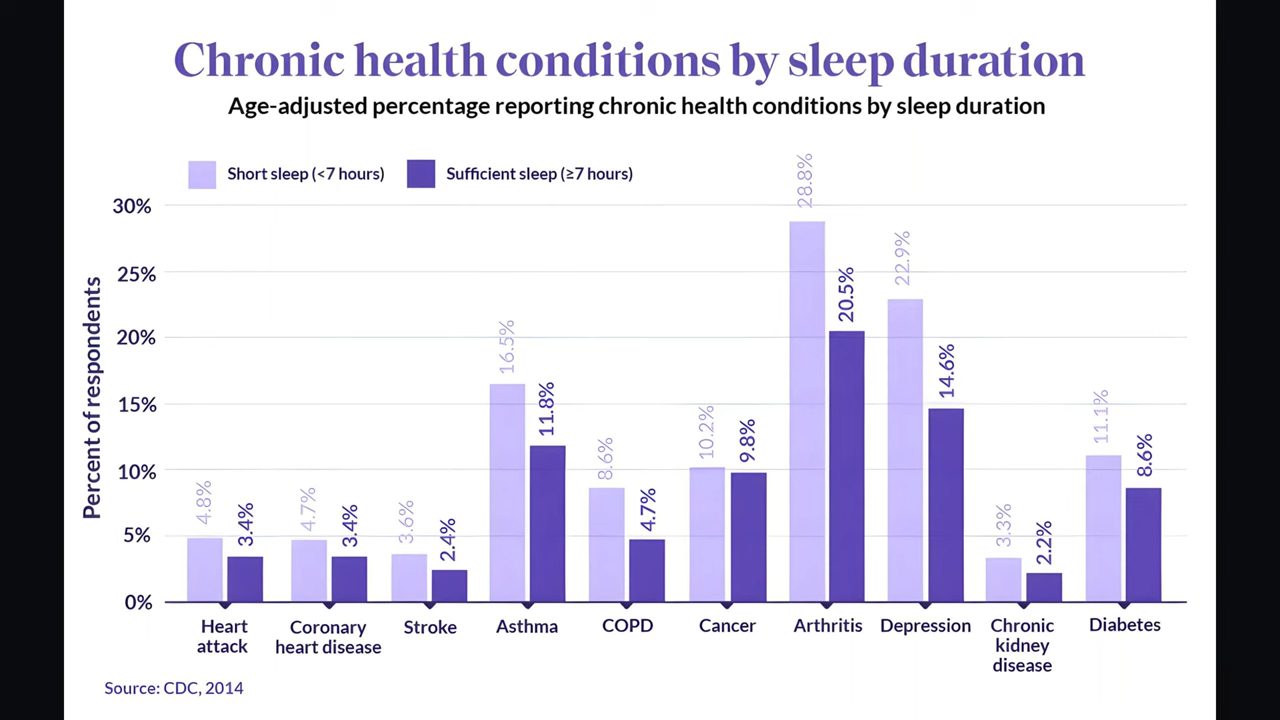 Chronic health conditions by sleep duration
Age-adjusted percentage reporting chronic health conditions by sleep duration
Short sleep (<7 hours)
Sufficient sleep (≥7 hours)
Percent of respondents
30%
25%
20%
15%
10%
5%
0%
4.8%
3.4%
4.7%
3.4%
3.6%
2.4%
16.5%
11.8%
8.6%
4.7%
10.2%
9.8%
28.8%
20.5%
22.9%
14.6%
3.3%
2.2%
11.1%
8.6%
Heart
attack
Coronary
heart disease
Stroke
Asthma
COPD
Cancer
Arthritis
Depression
Chronic
kidney
disease
Diabetes
Source: CDC, 2014